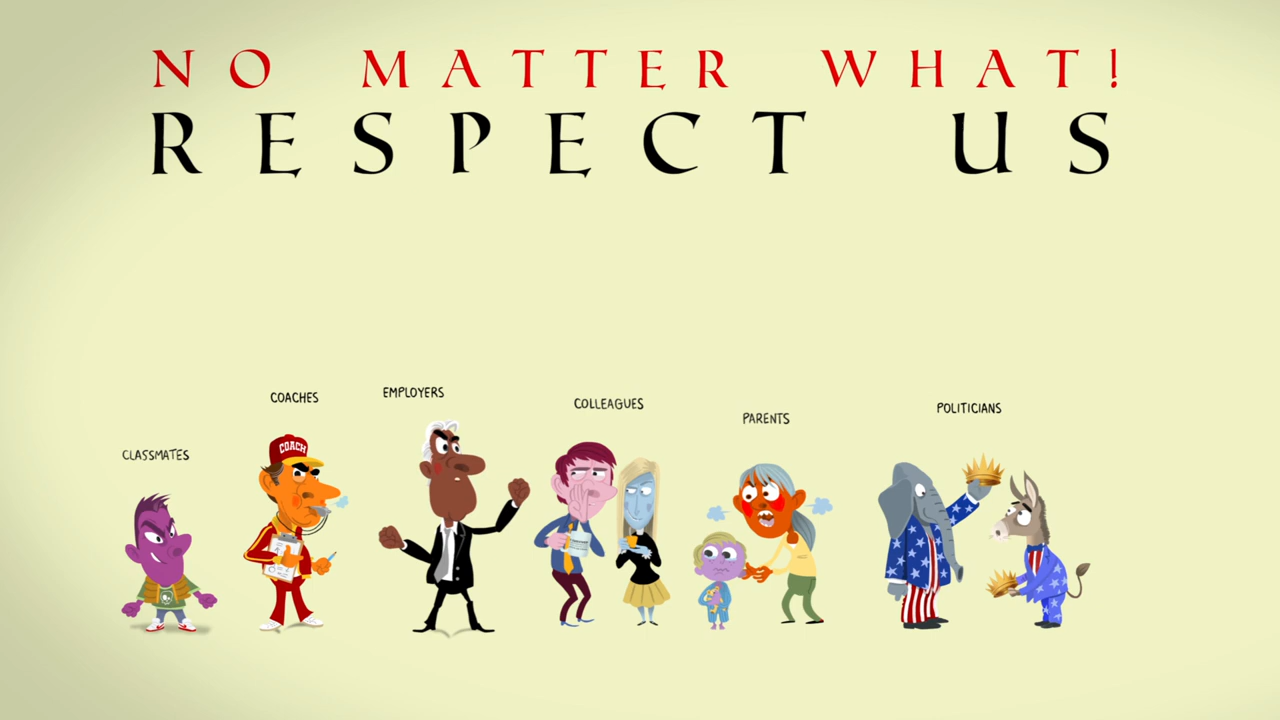 NO MATTER WHAT!
RESPECT US
CLASSMATES
COACHES
EMPLOYERS
COLLEAGUES
PARENTS
POLITICIANS
COACH